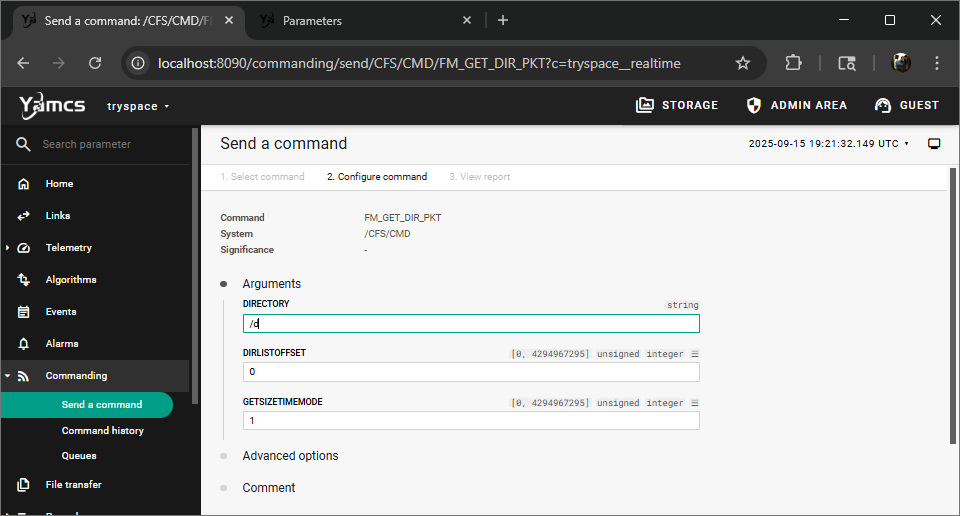 Send a command: /CFS/CMD/FM
Parameters
localhost:8090/commanding/send/CFS/CMD/FM_GET_DIR_PKT?c=tryspace__realtime
Yamcs
tryspace
STORAGE
ADMIN AREA
GUEST
Search parameter
Home
Links
Telemetry
Algorithms
Events
Alarms
Commanding
Send a command
Command history
Queues
File transfer
Send a command
2025-09-15 19:21:32.149 UTC
1. Select command
2. Configure command
3. View report
Command FM_GET_DIR_PKT
System /CFS/CMD
Significance -
Arguments
DIRECTORY string
/d
DIRLISTOFFSET [0, 4294967295] unsigned integer
0
GETSIZETIMEMODE [0, 4294967295] unsigned integer
1
Advanced options
Comment